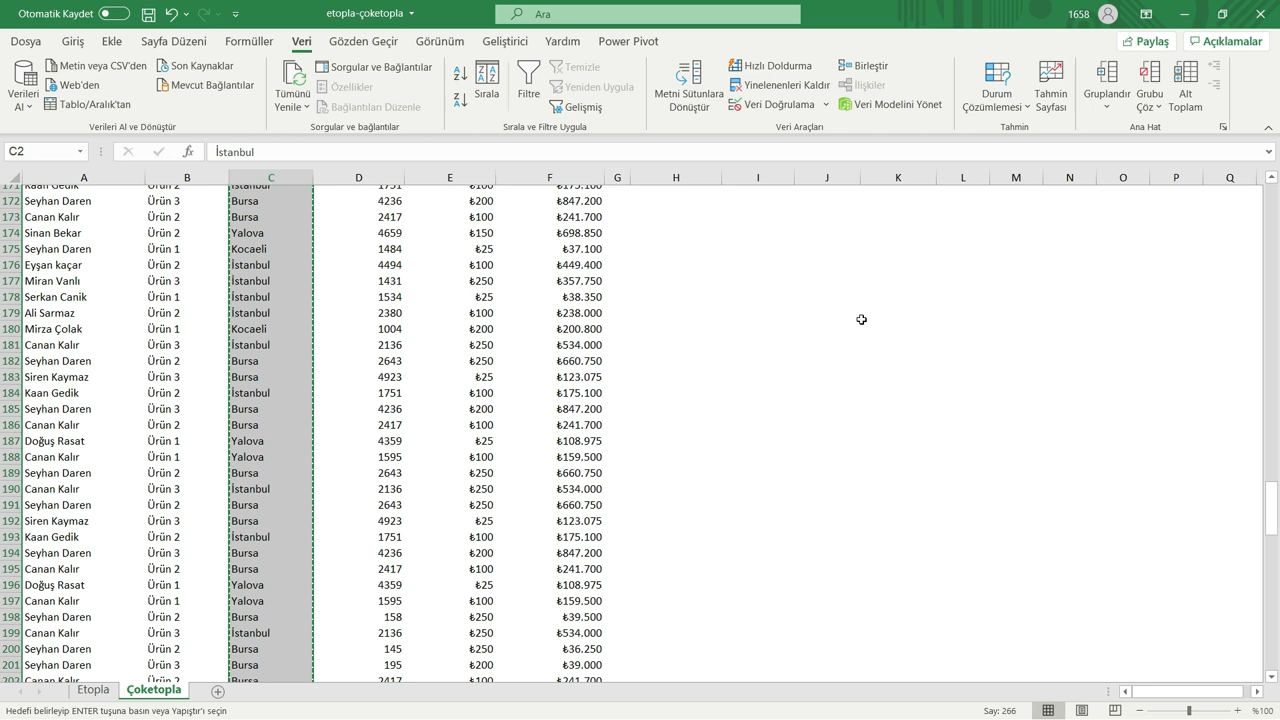 Otomatik Kaydet
etopla-çoketopla
Ara
1658
Dosya Giriş Ekle Sayfa Düzeni Formüller Veri Gözden Geçir Görünüm Geliştirici Yardım Power Pivot Paylaş Açıklamalar
Verileri Al
Metin veya CSV'den
Web'den
Tablo/Aralık'tan
Son Kaynaklar
Mevcut Bağlantılar
Verileri Al ve Dönüştür
Tümünü Yenile
Sorgular ve Bağlantılar
Özellikler
Bağlantıları Düzenle
Sorgular ve bağlantılar
Sırala
Filtre
Temizle
Yeniden Uygula
Gelişmiş
Sırala ve Filtre Uygula
Metni Sütunlara Dönüştür
Hızlı Doldurma
Yinelenenleri Kaldır
Veri Doğrulama
Birleştir
İlişkiler
Veri Modelini Yönet
Veri Araçları
Durum Çözümlemesi
Tahmin Sayfası
Tahmin
Gruplandır
Grubu Çöz
Alt Toplam
Ana Hat
C2 fx İstanbul
A B C D E F G H I J K L M N O P Q
171 Kaan Gedik Ürün 2 İstanbul 1751 ₺100 ₺175.100
172 Seyhan Daren Ürün 3 Bursa 4236 ₺200 ₺847.200
173 Canan Kalır Ürün 2 Bursa 2417 ₺100 ₺241.700
174 Sinan Bekar Ürün 2 Yalova 4659 ₺150 ₺698.850
175 Seyhan Daren Ürün 1 Kocaeli 1484 ₺25 ₺37.100
176 Eyşan kaçar Ürün 2 İstanbul 4494 ₺100 ₺449.400
177 Miran Vanlı Ürün 3 İstanbul 1431 ₺250 ₺357.750
178 Serkan Canik Ürün 1 İstanbul 1534 ₺25 ₺38.350
179 Ali Sarmaz Ürün 2 İstanbul 2380 ₺100 ₺238.000
180 Mirza Çolak Ürün 1 Kocaeli 1004 ₺200 ₺200.800
181 Canan Kalır Ürün 3 İstanbul 2136 ₺250 ₺534.000
182 Seyhan Daren Ürün 2 Bursa 2643 ₺250 ₺660.750
183 Siren Kaymaz Ürün 3 Bursa 4923 ₺25 ₺123.075
184 Kaan Gedik Ürün 2 İstanbul 1751 ₺100 ₺175.100
185 Seyhan Daren Ürün 3 Bursa 4236 ₺200 ₺847.200
186 Canan Kalır Ürün 2 Bursa 2417 ₺100 ₺241.700
187 Doğuş Rasat Ürün 1 Yalova 4359 ₺25 ₺108.975
188 Canan Kalır Ürün 1 Yalova 1595 ₺100 ₺159.500
189 Seyhan Daren Ürün 2 Bursa 2643 ₺250 ₺660.750
190 Canan Kalır Ürün 3 İstanbul 2136 ₺250 ₺534.000
191 Seyhan Daren Ürün 2 Bursa 2643 ₺250 ₺660.750
192 Siren Kaymaz Ürün 3 Bursa 4923 ₺25 ₺123.075
193 Kaan Gedik Ürün 2 İstanbul 1751 ₺100 ₺175.100
194 Seyhan Daren Ürün 3 Bursa 4236 ₺200 ₺847.200
195 Canan Kalır Ürün 2 Bursa 2417 ₺100 ₺241.700
196 Doğuş Rasat Ürün 1 Yalova 4359 ₺25 ₺108.975
197 Canan Kalır Ürün 1 Yalova 1595 ₺100 ₺159.500
198 Seyhan Daren Ürün 2 Bursa 158 ₺250 ₺39.500
199 Canan Kalır Ürün 3 İstanbul 2136 ₺250 ₺534.000
200 Seyhan Daren Ürün 2 Bursa 145 ₺250 ₺36.250
201 Seyhan Daren Ürün 3 Bursa 195 ₺200 ₺39.000
202 Canan Kalır Ürün 2 Bursa 2417 ₺100 ₺241.700
Etopla Çoketopla
Hedefi belirleyip ENTER tuşuna basın veya Yapıştır'ı seçin Say: 266 %100